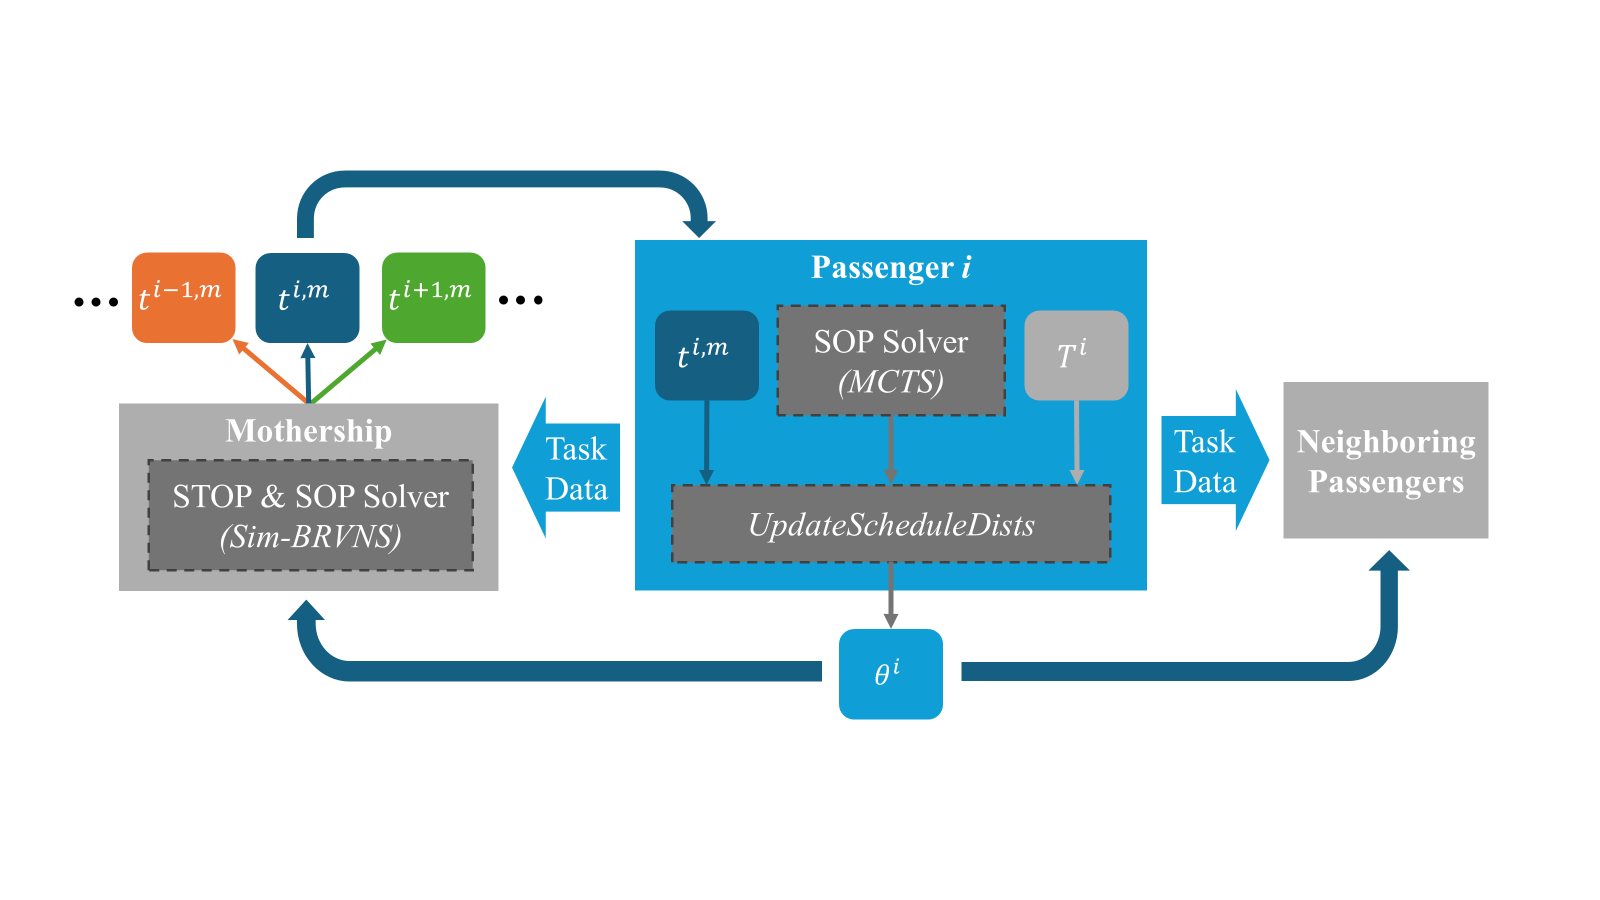 ... t^{i−1,m} t^{i,m} t^{i+1,m} ...
Mothership
STOP & SOP Solver
(Sim-BRVNS)
Task
Data
Passenger i
t^{i,m}
SOP Solver
(MCTS)
T^i
UpdateScheduleDists
θ^i
Task
Data
Neighboring
Passengers